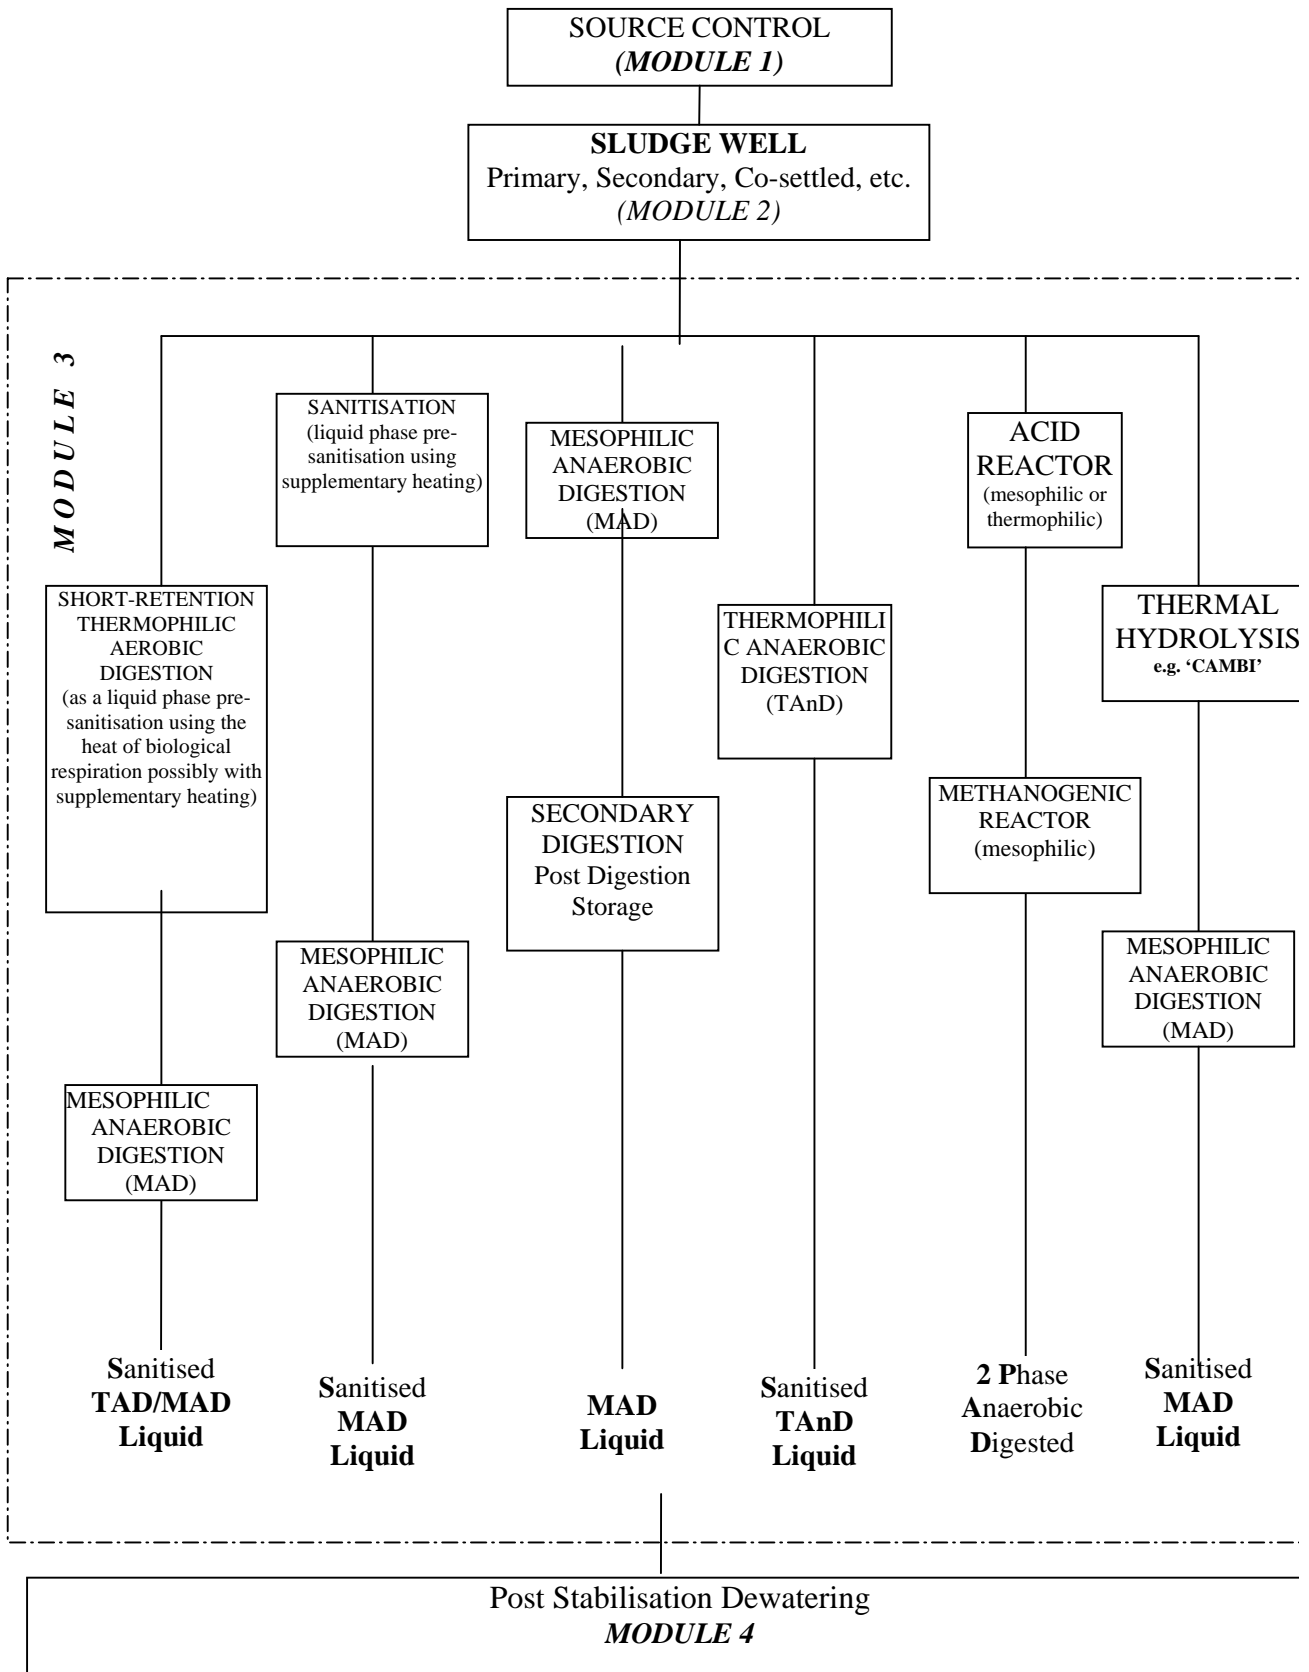 SOURCE CONTROL
(MODULE 1)
SLUDGE WELL
Primary, Secondary, Co-settled, etc.
(MODULE 2)
MODULE 3
SHORT-RETENTION
THERMOPHILIC
AEROBIC
DIGESTION
(as a liquid phase pre-
sanitisation using the
heat of biological
respiration possibly with
supplementary heating)
MESOPHILIC
ANAEROBIC
DIGESTION
(MAD)
Sanitised
TAD/MAD
Liquid
SANITISATION
(liquid phase pre-
sanitisation using
supplementary heating)
MESOPHILIC
ANAEROBIC
DIGESTION
(MAD)
Sanitised
MAD
Liquid
MESOPHILIC
ANAEROBIC
DIGESTION
(MAD)
SECONDARY
DIGESTION
Post Digestion
Storage
MAD
Liquid
THERMOPHILI
C ANAEROBIC
DIGESTION
(TAnD)
Sanitised
TAnD
Liquid
ACID
REACTOR
(mesophilic or
thermophilic)
METHANOGENIC
REACTOR
(mesophilic)
2 Phase
Anaerobic
Digested
THERMAL
HYDROLYSIS
e.g. ‘CAMBI’
MESOPHILIC
ANAEROBIC
DIGESTION
(MAD)
Sanitised
MAD
Liquid
Post Stabilisation Dewatering
MODULE 4